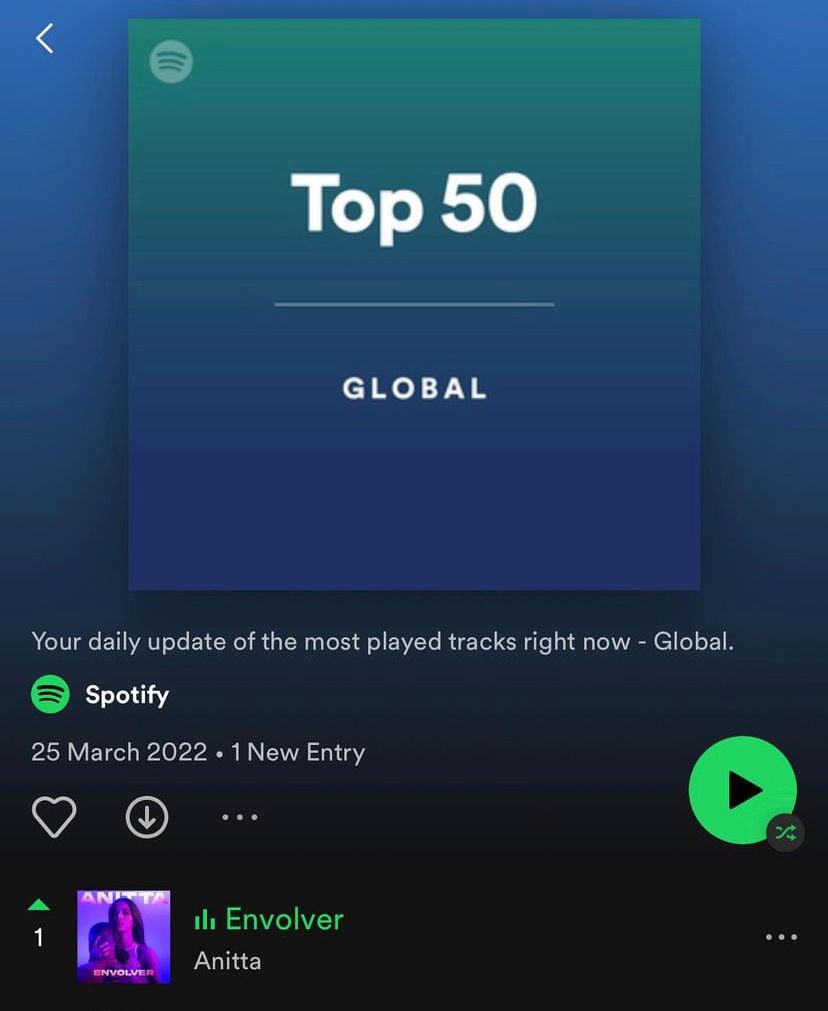 Top 50
GLOBAL
Your daily update of the most played tracks right now - Global.
Spotify
25 March 2022 • 1 New Entry
1
ANITTA
ENVOLVER
Envolver
Anitta